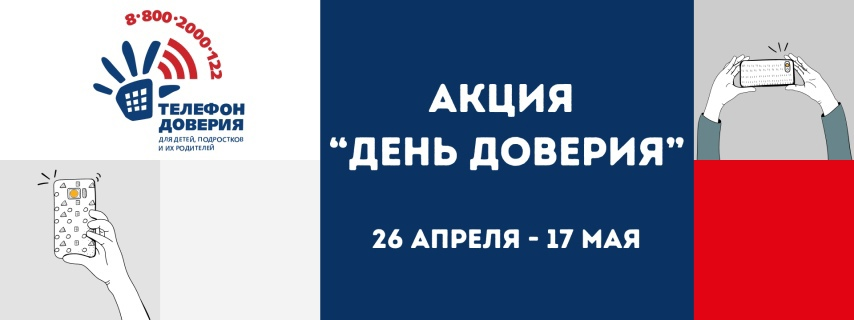 8-800-2000-122
ТЕЛЕФОН
ДОВЕРИЯ
ДЛЯ ДЕТЕЙ, ПОДРОСТКОВ
И ИХ РОДИТЕЛЕЙ
АКЦИЯ
“ДЕНЬ ДОВЕРИЯ”
26 АПРЕЛЯ - 17 МАЯ